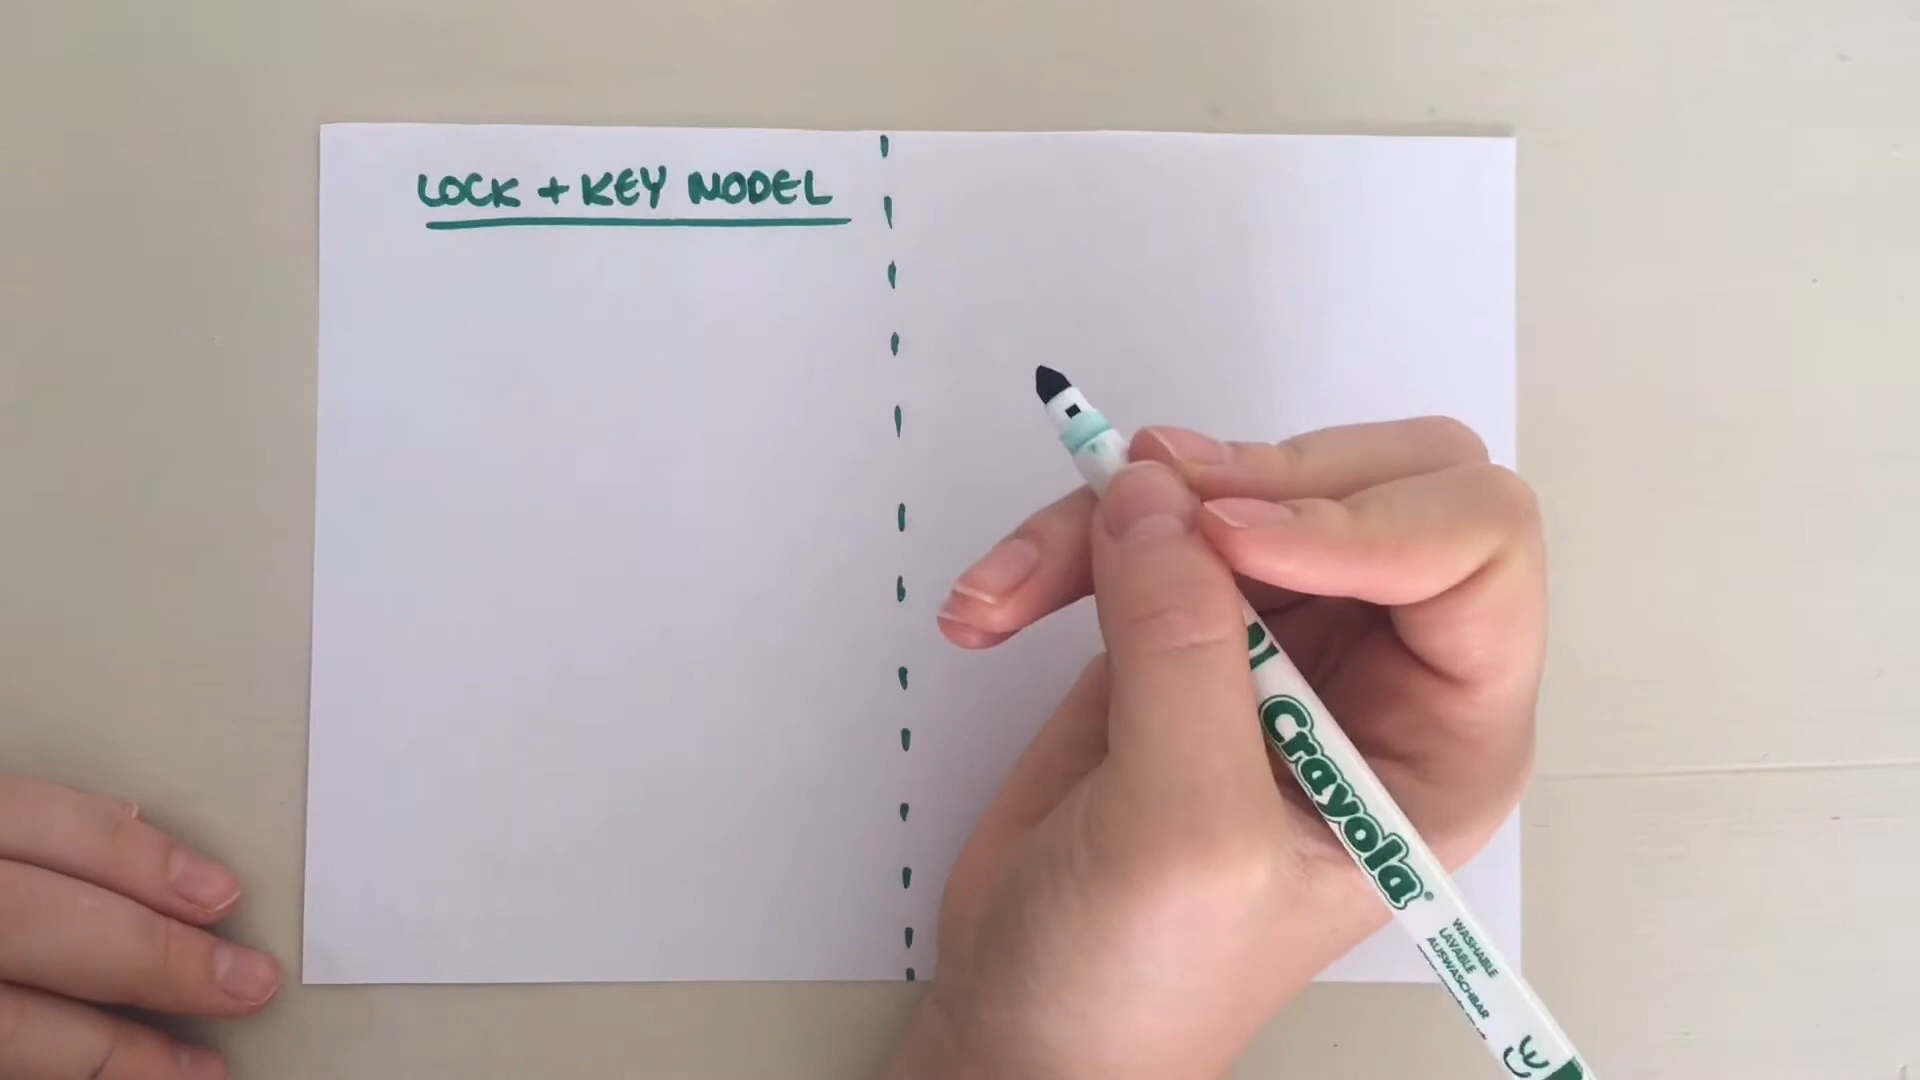 LOCK + KEY MODEL
Crayola
WASHABLE
LAVABLE
AUSWASCHBAR